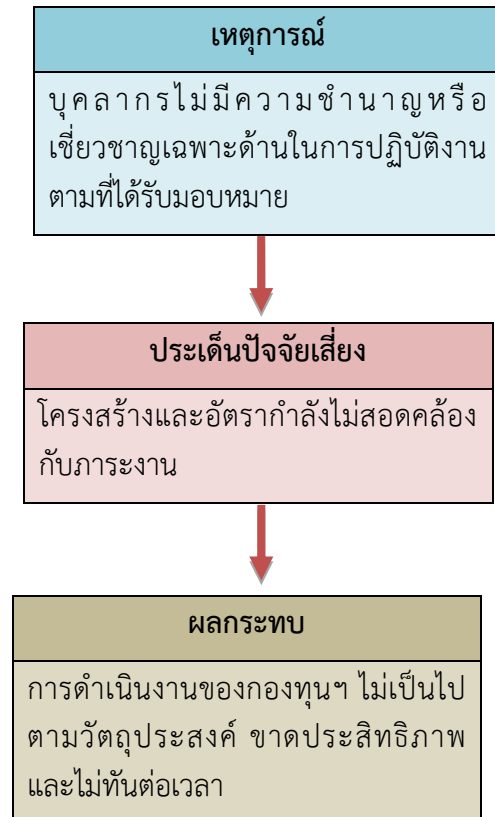 เหตุการณ์
บุคลากรไม่มีความชำนาญหรือ
เชี่ยวชาญเฉพาะด้านในการปฏิบัติงาน
ตามที่ได้รับมอบหมาย
ประเด็นปัจจัยเสี่ยง
โครงสร้างและอัตรากำลังไม่สอดคล้อง
กับภาระงาน
ผลกระทบ
การดำเนินงานของกองทุนฯ ไม่เป็นไป
ตามวัตถุประสงค์ ขาดประสิทธิภาพ
และไม่ทันต่อเวลา